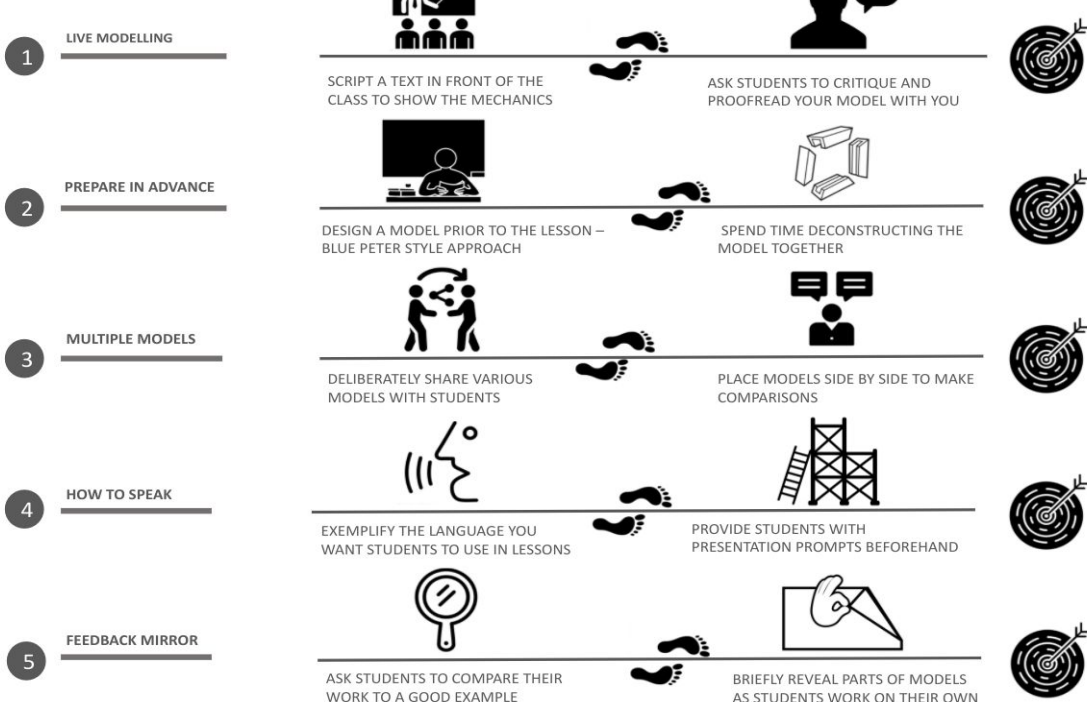 1
LIVE MODELLING
SCRIPT A TEXT IN FRONT OF THE
CLASS TO SHOW THE MECHANICS
ASK STUDENTS TO CRITIQUE AND
PROOFREAD YOUR MODEL WITH YOU
2
PREPARE IN ADVANCE
DESIGN A MODEL PRIOR TO THE LESSON –
BLUE PETER STYLE APPROACH
SPEND TIME DECONSTRUCTING THE
MODEL TOGETHER
3
MULTIPLE MODELS
DELIBERATELY SHARE VARIOUS
MODELS WITH STUDENTS
PLACE MODELS SIDE BY SIDE TO MAKE
COMPARISONS
4
HOW TO SPEAK
EXEMPLIFY THE LANGUAGE YOU
WANT STUDENTS TO USE IN LESSONS
PROVIDE STUDENTS WITH
PRESENTATION PROMPTS BEFOREHAND
5
FEEDBACK MIRROR
ASK STUDENTS TO COMPARE THEIR
WORK TO A GOOD EXAMPLE
BRIEFLY REVEAL PARTS OF MODELS
AS STUDENTS WORK ON THEIR OWN